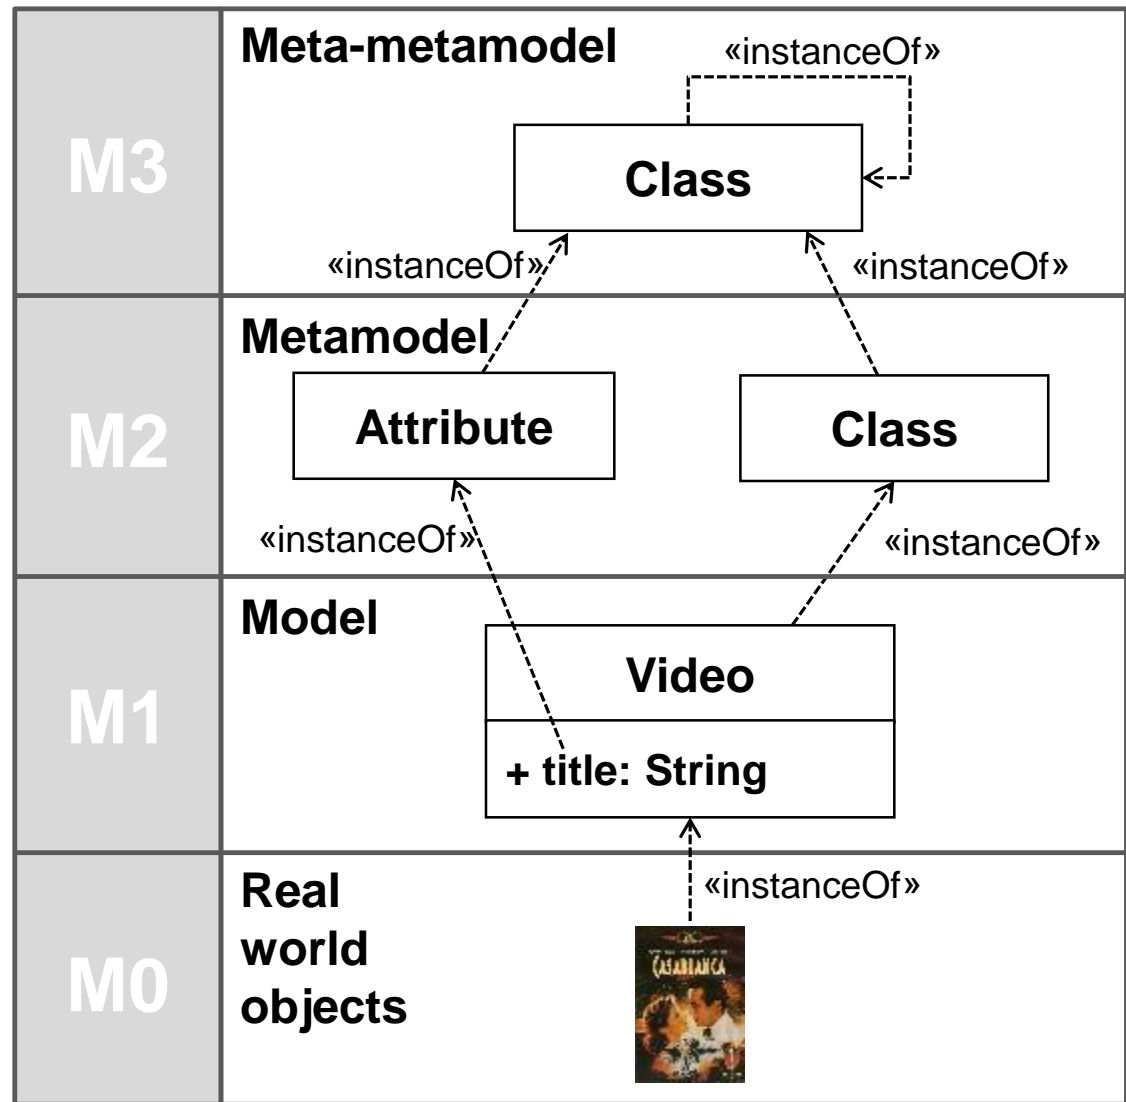 M3
Meta-metamodel
«instanceOf»
Class
«instanceOf»
«instanceOf»
M2
Metamodel
Attribute
Class
«instanceOf»
«instanceOf»
M1
Model
Video
+ title: String
M0
Real
world
objects
«instanceOf»
CASABLANCA